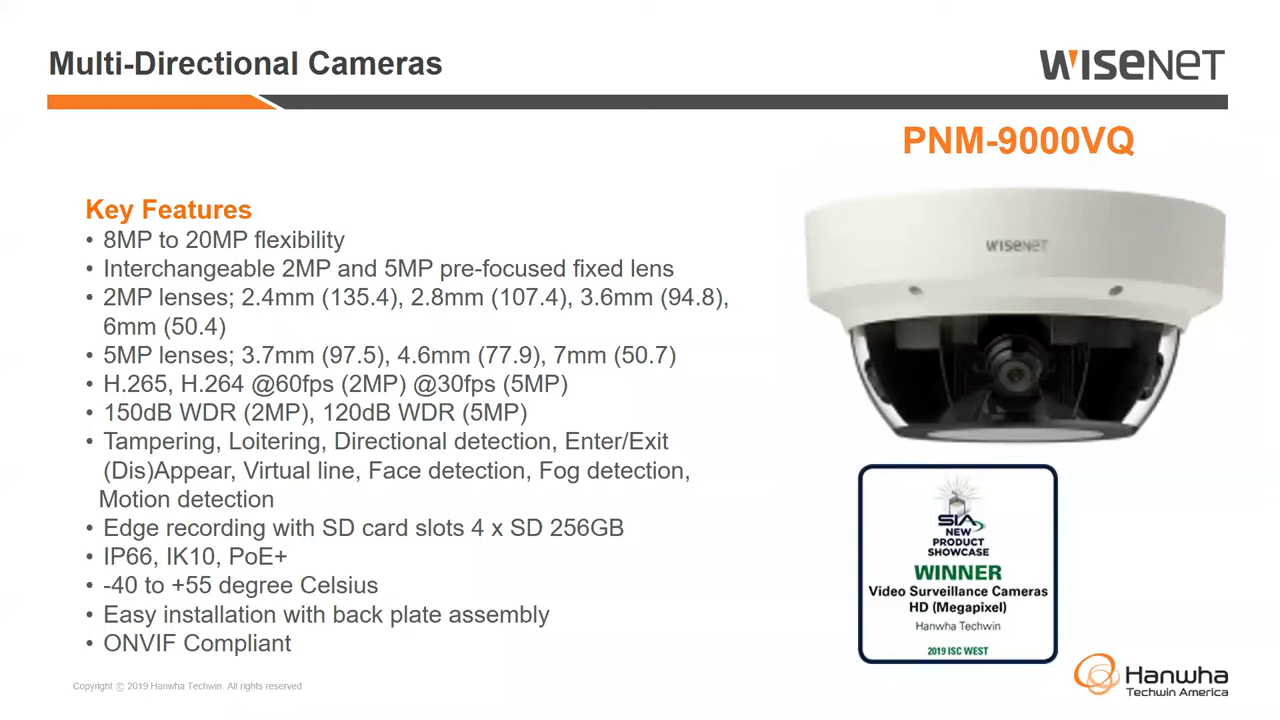 Multi-Directional Cameras
WISENET
PNM-9000VQ
Key Features
• 8MP to 20MP flexibility
• Interchangeable 2MP and 5MP pre-focused fixed lens
• 2MP lenses; 2.4mm (135.4), 2.8mm (107.4), 3.6mm (94.8),
6mm (50.4)
• 5MP lenses; 3.7mm (97.5), 4.6mm (77.9), 7mm (50.7)
• H.265, H.264 @60fps (2MP) @30fps (5MP)
• 150dB WDR (2MP), 120dB WDR (5MP)
• Tampering, Loitering, Directional detection, Enter/Exit
(Dis)Appear, Virtual line, Face detection, Fog detection,
Motion detection
• Edge recording with SD card slots 4 x SD 256GB
• IP66, IK10, PoE+
• -40 to +55 degree Celsius
• Easy installation with back plate assembly
• ONVIF Compliant
WISENET
SIA
NEW
PRODUCT
SHOWCASE
WINNER
Video Surveillance Cameras
HD (Megapixel)
Hanwha Techwin
2019 ISC WEST
Copyright ⓒ 2019 Hanwha Techwin. All rights reserved
Hanwha
Techwin America